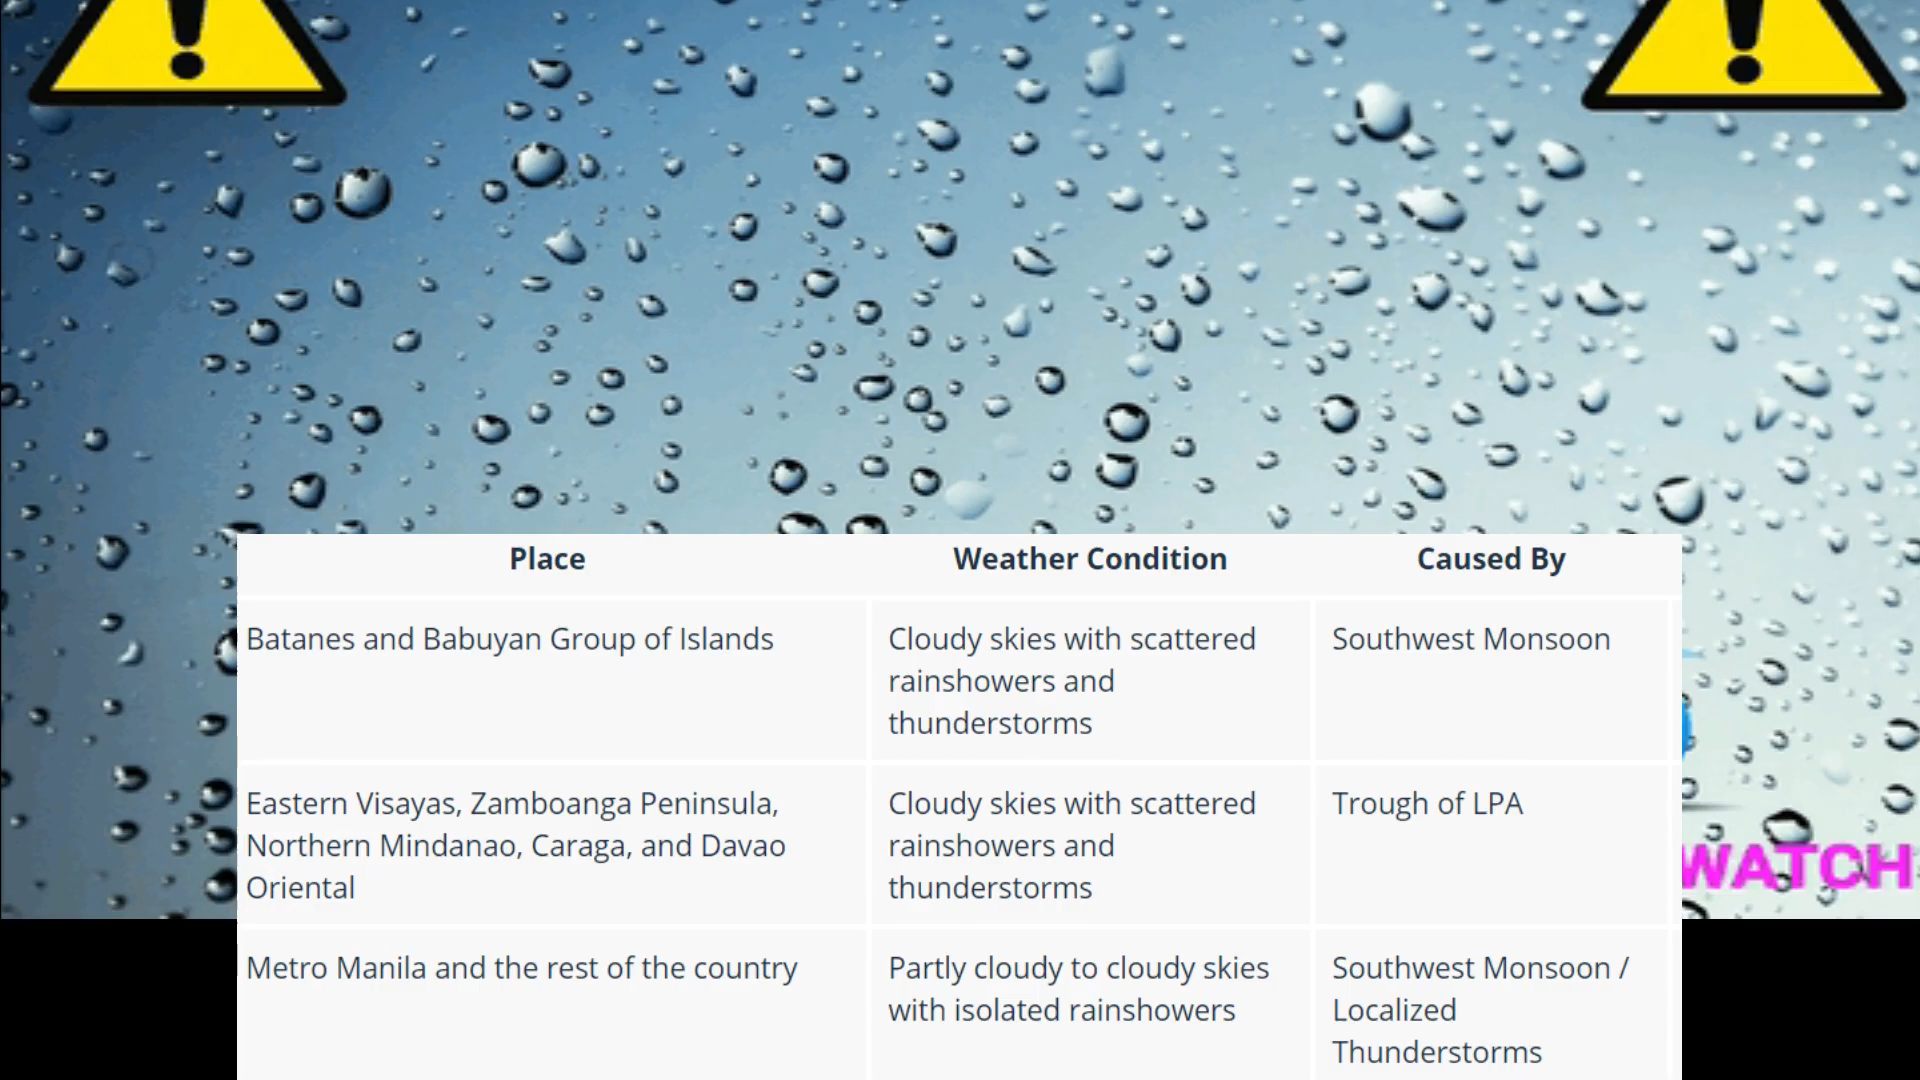 Place Weather Condition Caused By
Batanes and Babuyan Group of Islands
Cloudy skies with scattered
rainshowers and
thunderstorms
Southwest Monsoon
Eastern Visayas, Zamboanga Peninsula,
Northern Mindanao, Caraga, and Davao
Oriental
Cloudy skies with scattered
rainshowers and
thunderstorms
Trough of LPA
Metro Manila and the rest of the country
Partly cloudy to cloudy skies
with isolated rainshowers
Southwest Monsoon /
Localized
Thunderstorms
WATCH